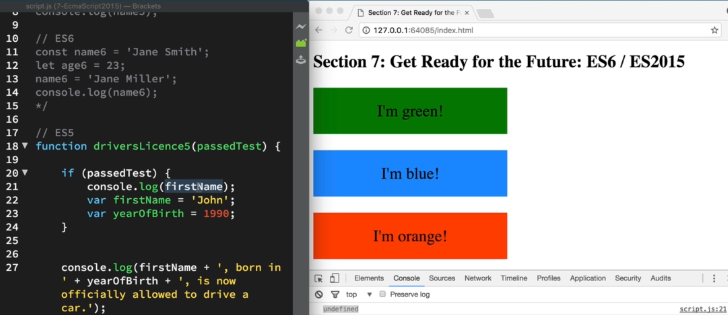 script.js (7-EcmaScript(2015)) — Brackets
8 console.log(name5);
9
10 // ES6
11 const name6 = 'Jane Smith';
12 let age6 = 23;
13 name6 = 'Jane Miller';
14 console.log(name6);
15 */
16
17 // ES5
18 function driversLicence5(passedTest) {
19
20 if (passedTest) {
21 console.log(firstName);
22 var firstName = 'John';
23 var yearOfBirth = 1990;
24 }
25
26
27 console.log(firstName + ', born in
' + yearOfBirth + ', is now
officially allowed to drive a
car.');
Section 7: Get Ready for the F
127.0.0.1:64085/index.html
Section 7: Get Ready for the Future: ES6 / ES2015
I'm green!
I'm blue!
I'm orange!
Elements Console Sources Network Timeline Profiles Application Security Audits
top Preserve log
undefined script.js:21